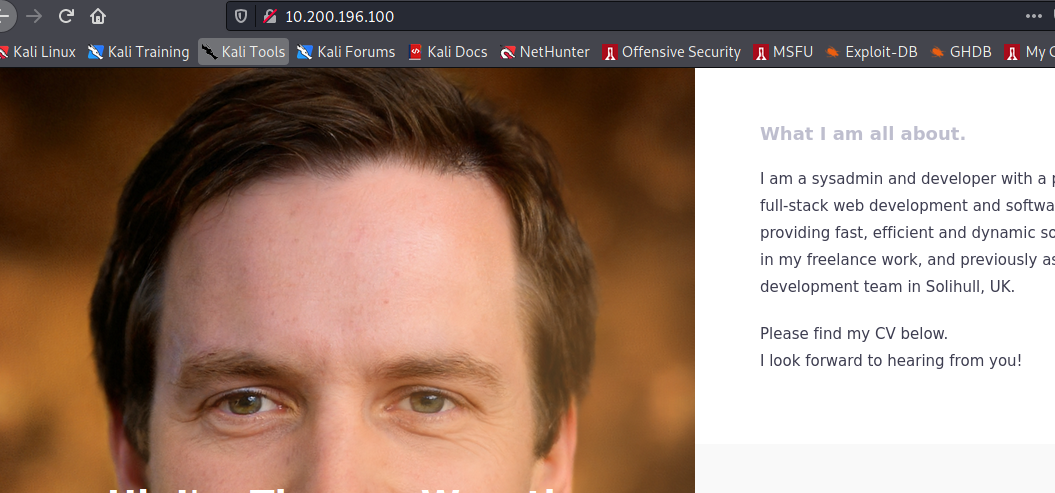 10.200.196.100
Kali Linux Kali Training Kali Tools Kali Forums Kali Docs NetHunter Offensive Security MSFU Exploit-DB GHDB My
What I am all about.
I am a sysadmin and developer with a
full-stack web development and
providing fast, efficient and dynamic
in my freelance work, and previously as
development team in Solihull, UK.
Please find my CV below.
I look forward to hearing from you!